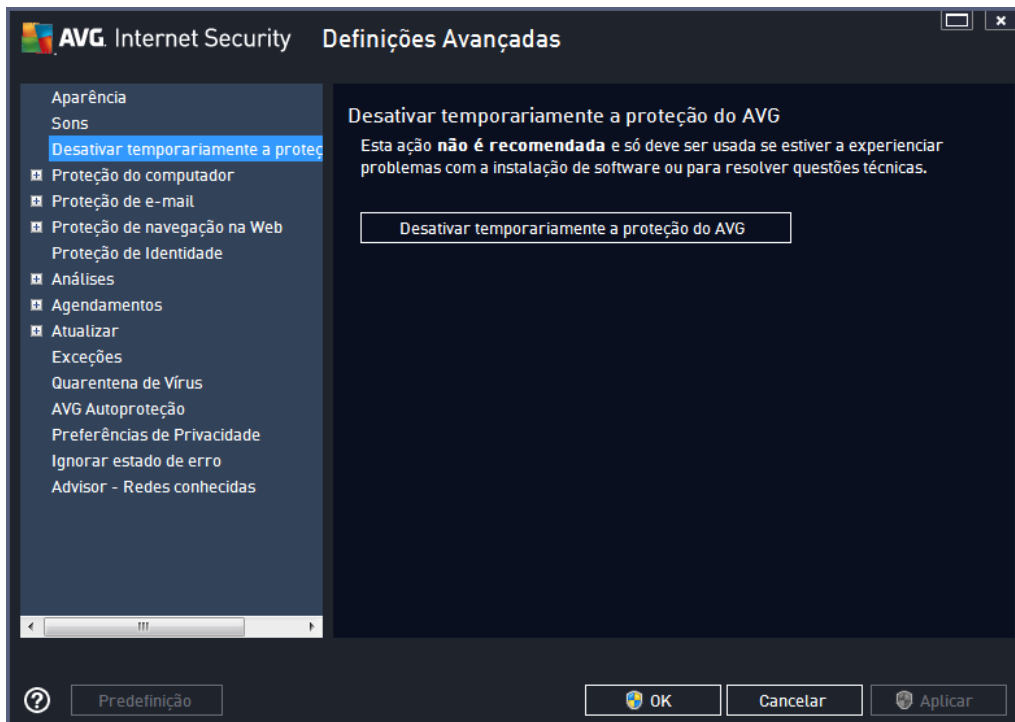 AVG. Internet Security Definições Avançadas
Aparência
Sons
Desativar temporariamente a proteç
Proteção do computador
Proteção de e-mail
Proteção de navegação na Web
Proteção de Identidade
Análises
Agendamentos
Atualizar
Exceções
Quarentena de Vírus
AVG Autoproteção
Preferências de Privacidade
Ignorar estado de erro
Advisor - Redes conhecidas
Desativar temporariamente a proteção do AVG
Esta ação não é recomendada e só deve ser usada se estiver a experienciar
problemas com a instalação de software ou para resolver questões técnicas.
Desativar temporariamente a proteção do AVG
Predefinição
OK
Cancelar
Aplicar